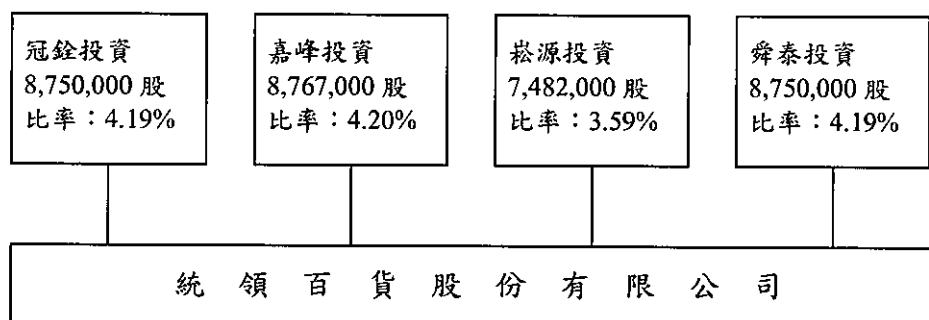 冠銓投資
8,750,000 股
比率：4.19%
嘉峰投資
8,767,000 股
比率：4.20%
崧源投資
7,482,000 股
比率：3.59%
舜泰投資
8,750,000 股
比率：4.19%
統領百貨股份有限公司